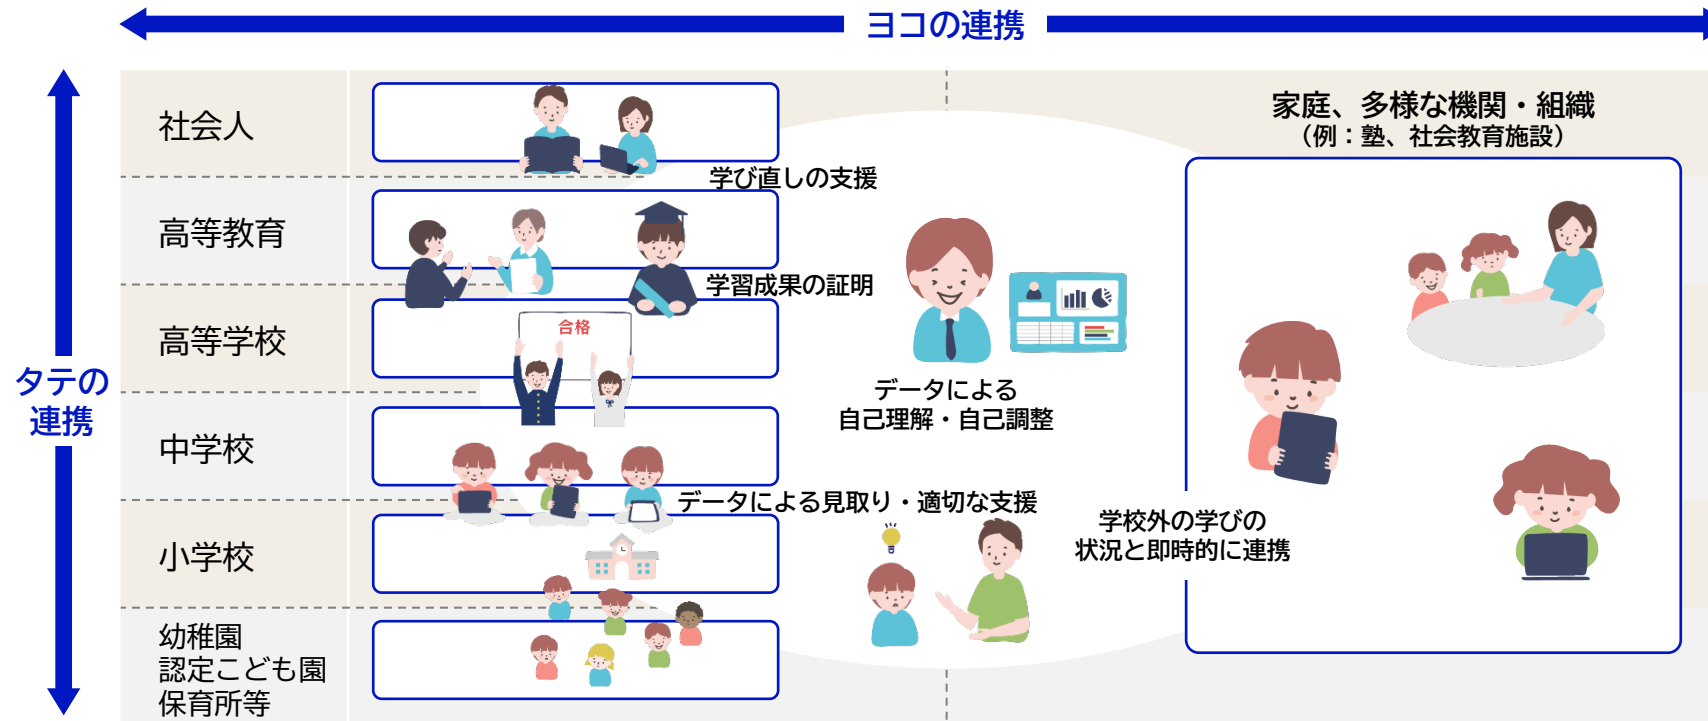 ヨコの連携
タテの
連携
社会人
高等教育
高等学校
中学校
小学校
幼稚園
認定こども園
保育所等
学び直しの支援
学習成果の証明
合格
データによる
自己理解・自己調整
データによる見取り・適切な支援
学校外の学びの
状況と即時的に連携
家庭、多様な機関・組織
（例：塾、社会教育施設）